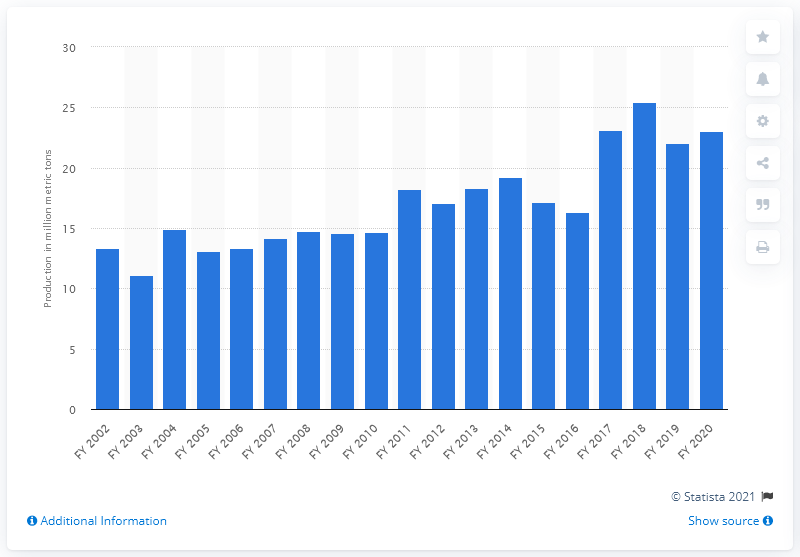 30
25
20
15
10
5
0
Production in million metric tons
FY 2002
FY 2003
FY 2004
FY 2005
FY 2006
FY 2007
FY 2008
FY 2009
FY 2010
FY 2011
FY 2012
FY 2013
FY 2014
FY 2015
FY 2016
FY 2017
FY 2018
FY 2019
FY 2020
© Statista 2021
Additional Information
Show source